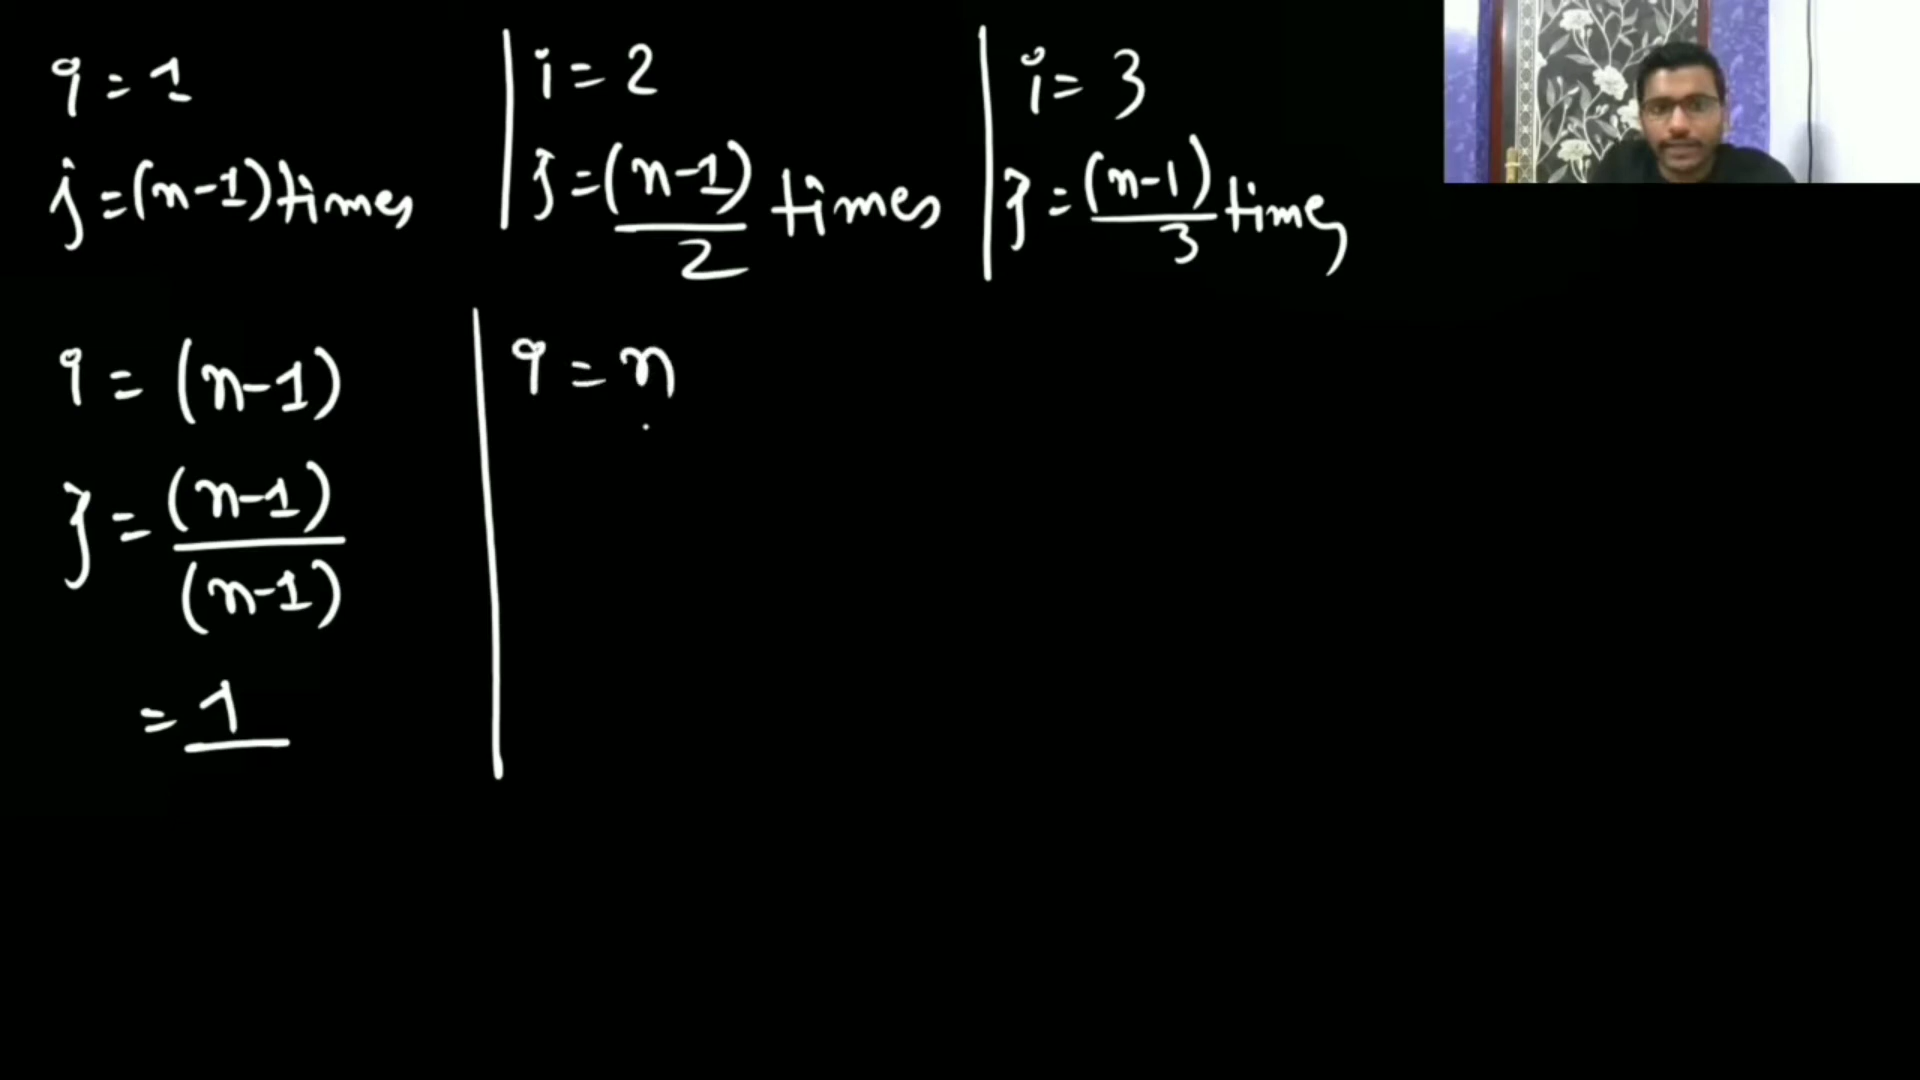 i = 1
j = (n-1) times
i = 2
j = (n-1)/2 times
i = 3
j = (n-1)/3 times
i = (n-1)
j = (n-1)/(n-1)
= 1
i = n